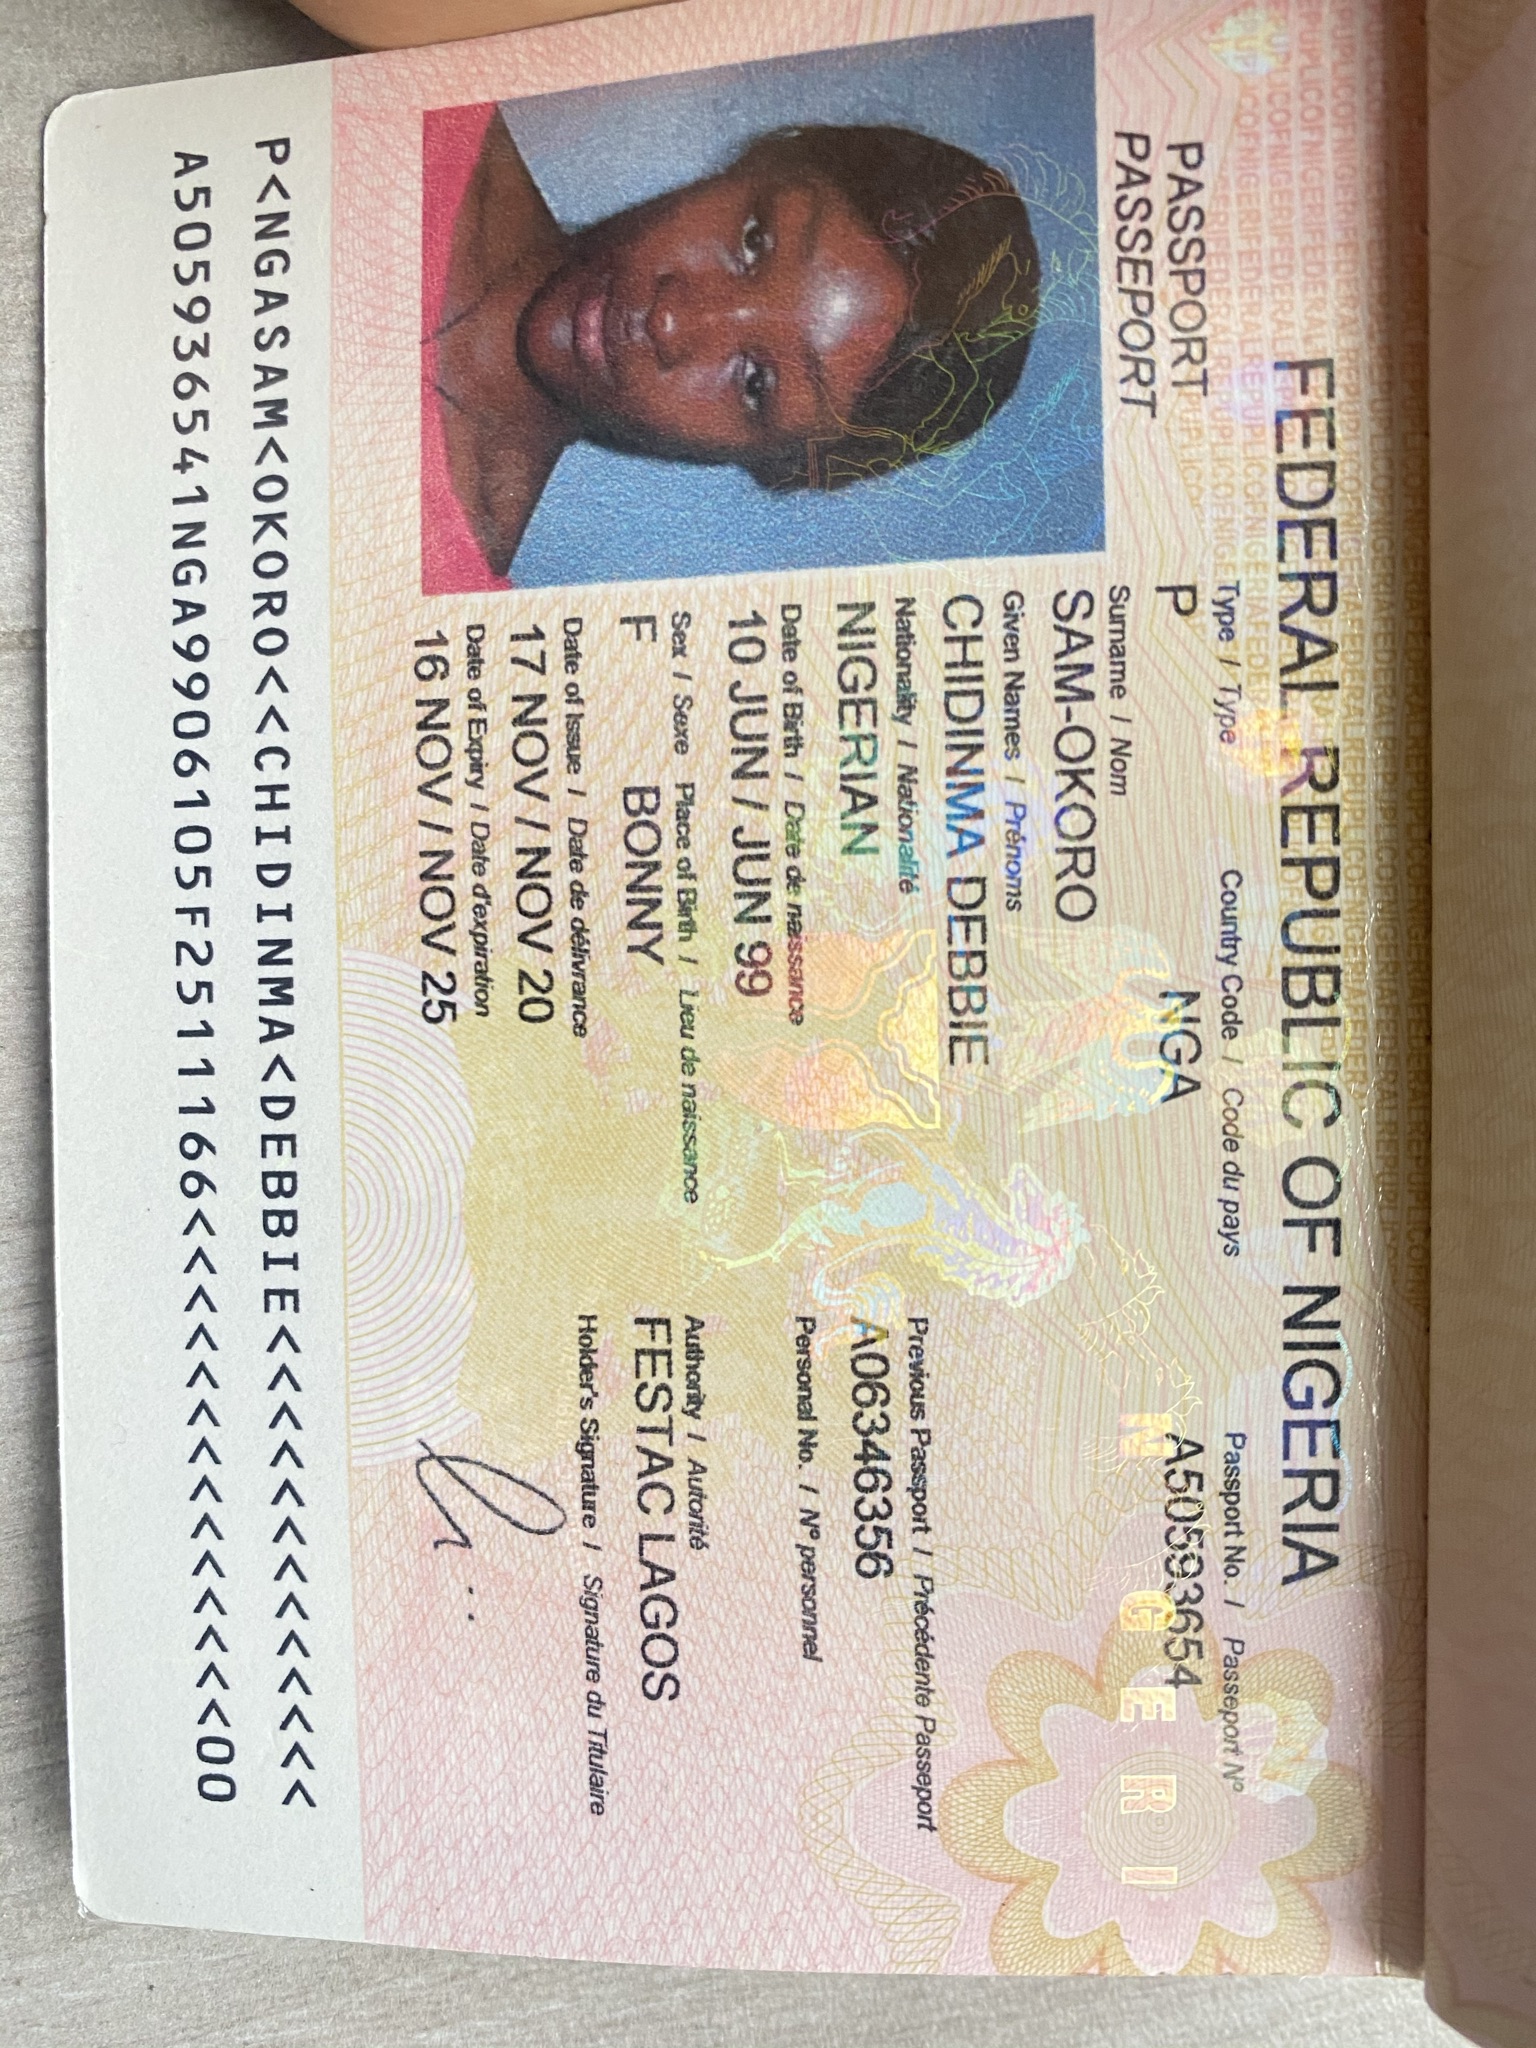 FEDERAL REPUBLIC OF NIGERIA
PASSPORT
PASSEPORT
Type / Type Country Code / Code du pays Passport No. / Passeport Nº
P NGA A50593654
Surname / Nom
SAM-OKORO
Given Names / Prénoms
CHIDINMA DEBBIE
Nationality / Nationalité Previous Passport / Précédente Passeport
NIGERIAN A06346356
Date of Birth / Date de naissance Personal No. / Nº personnel
10 JUN / JUN 99
Sex / Sexe Place of Birth / Lieu de naissance Authority / Autorité
F BONNY FESTAC LAGOS
Date of Issue / Date de délivrance Holder's Signature / Signature du Titulaire
17 NOV / NOV 20
Date of Expiry / Date d'expiration
16 NOV / NOV 25
P<NGASAM<OKORO<<CHIDINMA<DEBBIE<<<<<<<<<<<<<
A505936541NGA9906105F2511166<<<<<<<<<<<<<<00